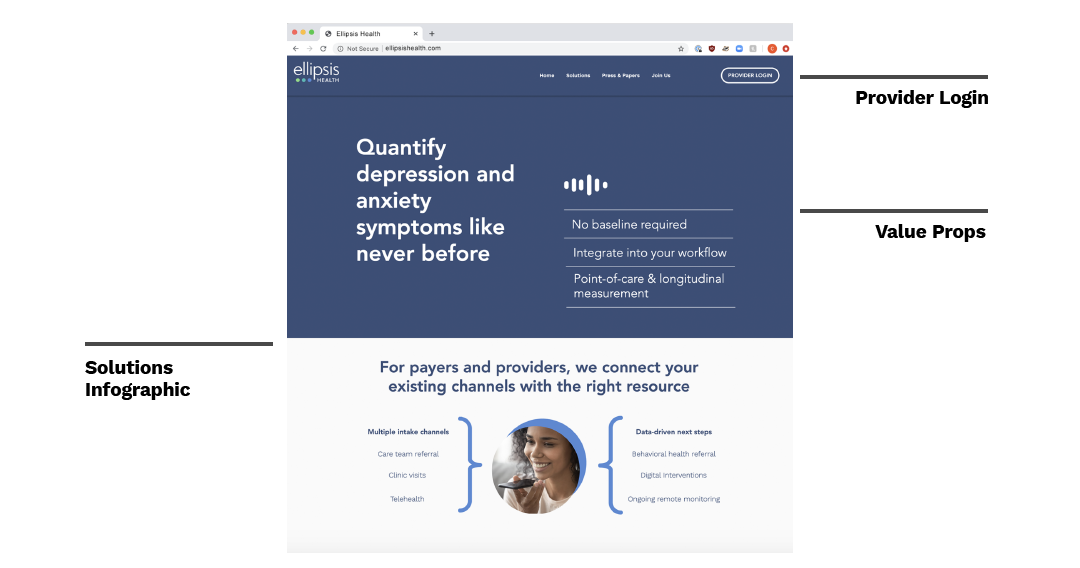 Ellipsis Health
Not Secure
ellipsishealth.com
ellipsis
HEALTH
Home
Solutions
Press & Papers
Join Us
PROVIDER LOGIN
Provider Login
Quantify
depression and
anxiety
symptoms like
never before
No baseline required
Integrate into your workflow
Point-of-care & longitudinal
measurement
Value Props
Solutions
Infographic
For payers and providers, we connect your
existing channels with the right resource
Multiple intake channels
Care team referral
Clinic visits
Telehealth
Data-driven next steps
Behavioral health referral
Digital interventions
Ongoing remote monitoring